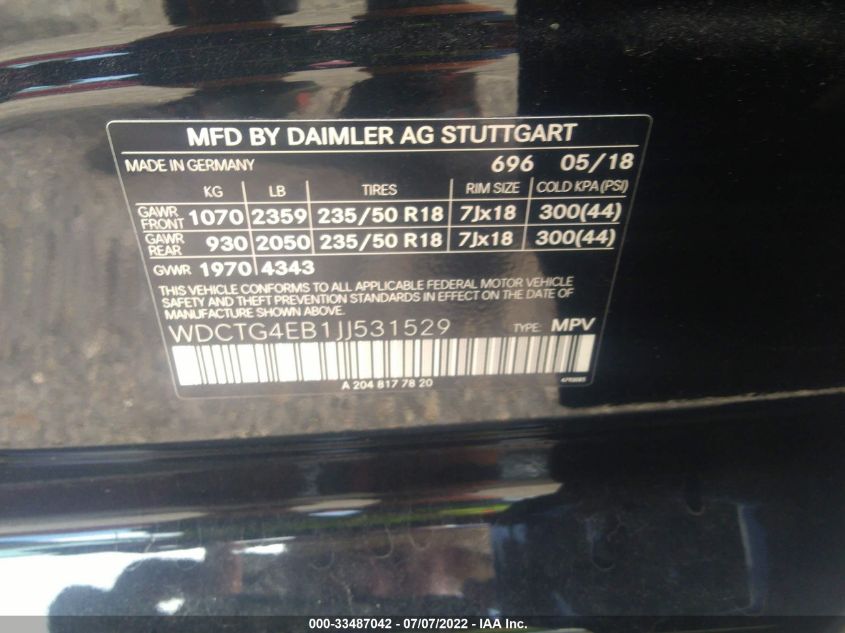 MFD BY DAIMLER AG STUTTGART
MADE IN GERMANY 696 05/18
KG LB TIRES RIM SIZE COLD KPA (PSI)
GAWR FRONT 1070 2359 235/50 R18 7Jx18 300(44)
GAWR REAR 930 2050 235/50 R18 7Jx18 300(44)
GVWR 1970 4343
THIS VEHICLE CONFORMS TO ALL APPLICABLE FEDERAL MOTOR VEHICLE
SAFETY AND THEFT PREVENTION STANDARDS IN EFFECT ON THE DATE OF
MANUFACTURE SHOWN ABOVE.
WDCTG4EB1JJ531529 TYPE: MPV
A 204 817 78 20
000-33487042 - 07/07/2022 - IAA Inc.